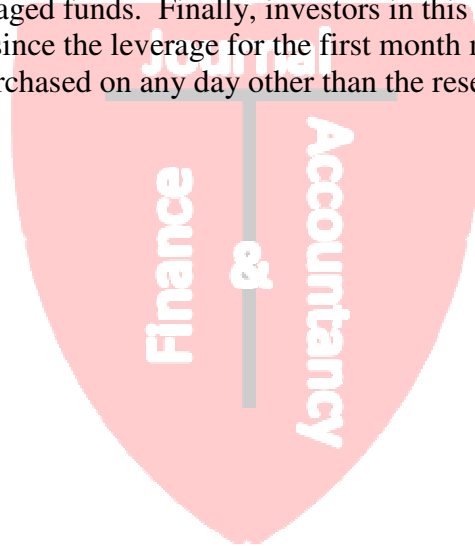 aged funds. Finally, investors in this
since the leverage for the first month
rchased on any day other than the rese
Journal
Finance
&
Accountancy